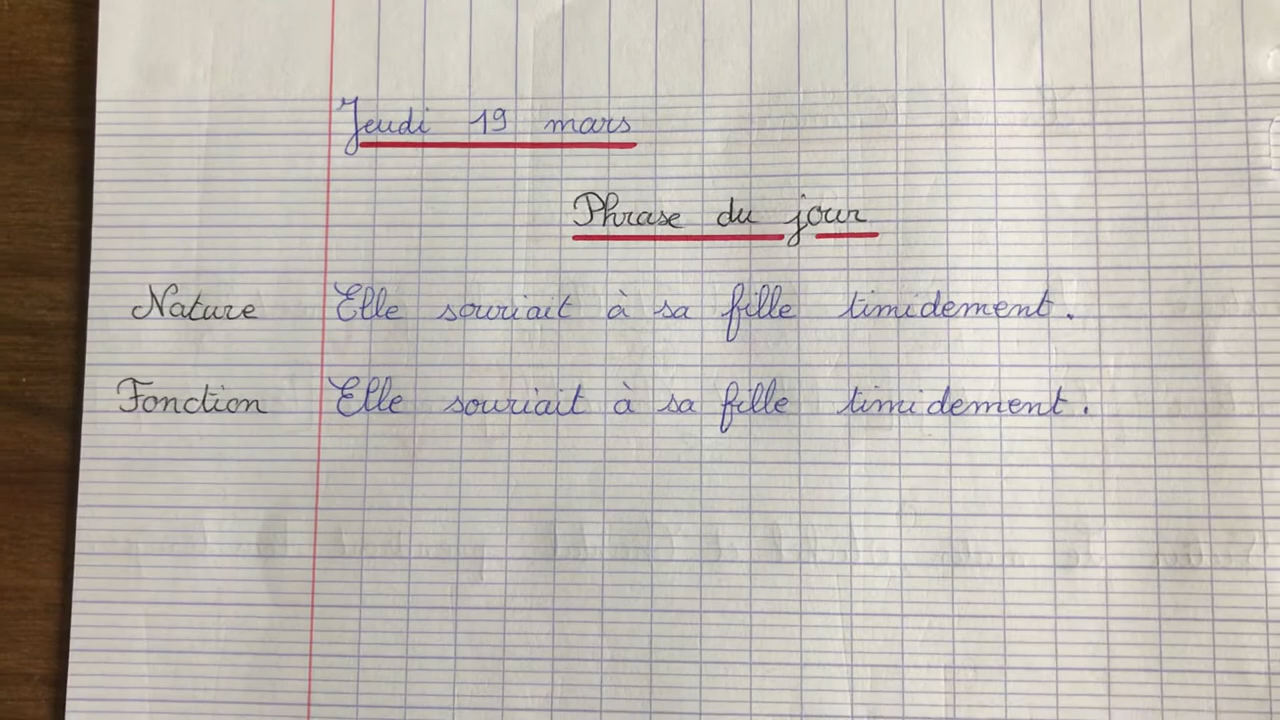 Jeudi 19 mars
Phrase du jour
Nature Elle souriait à sa fille timidement.
Fonction Elle souriait à sa fille timidement.